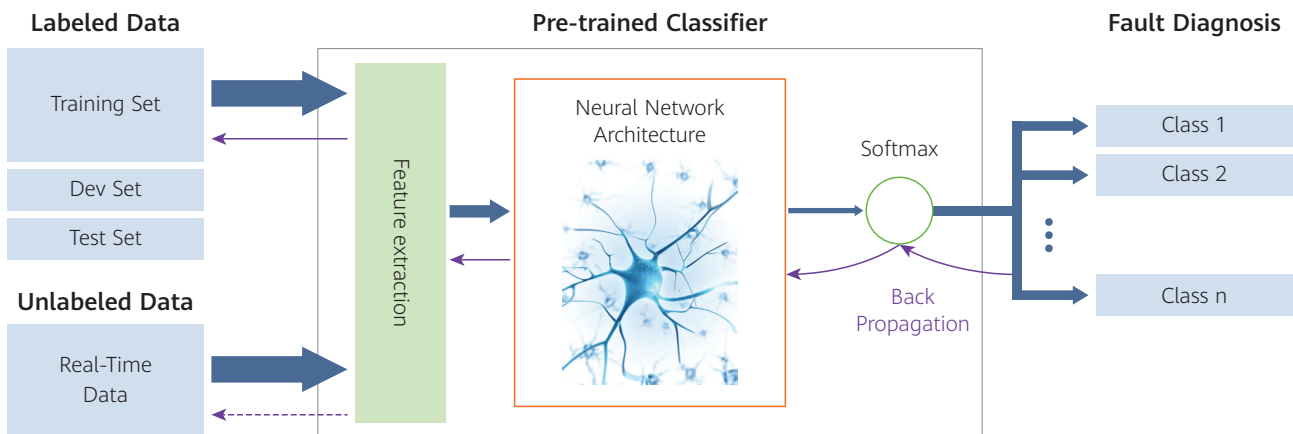 Labeled Data
Training Set
Dev Set
Test Set
Unlabeled Data
Real-Time
Data
Pre-trained Classifier
Feature extraction
Neural Network
Architecture
Softmax
Back
Propagation
Fault Diagnosis
Class 1
Class 2
Class n